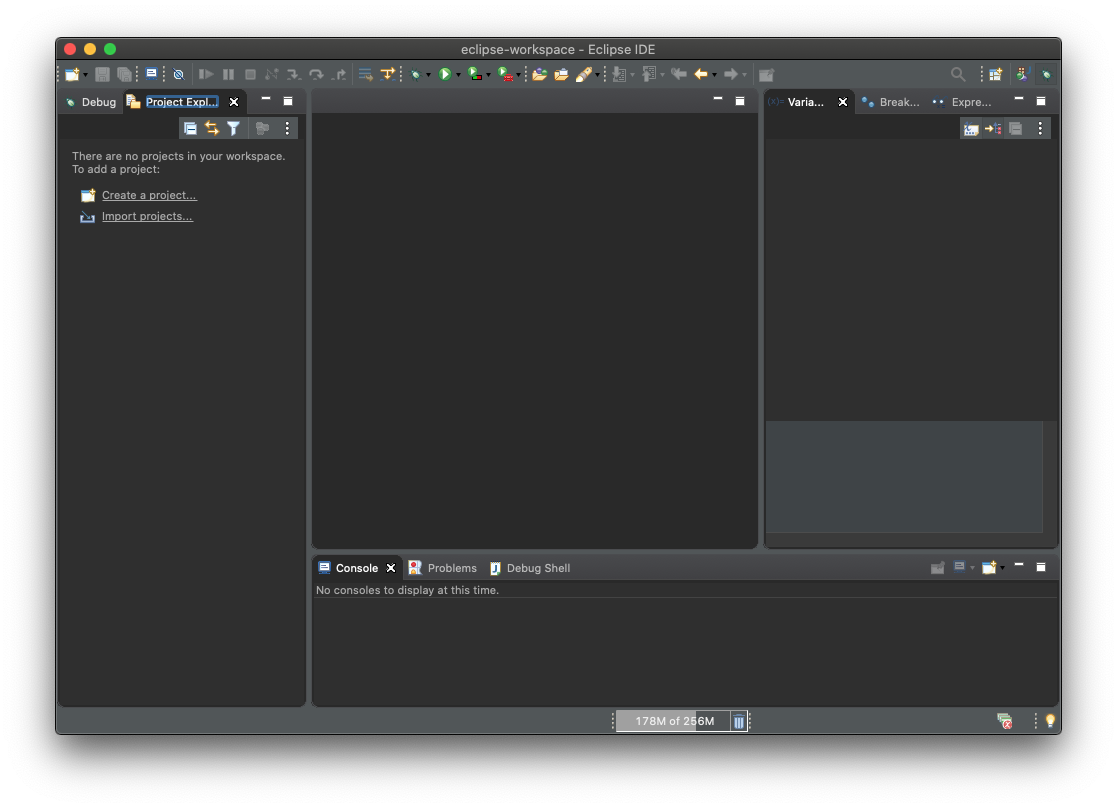 eclipse-workspace - Eclipse IDE
Debug
Project Expl...
(x)= Varia...
Break...
Expre...
There are no projects in your workspace.
To add a project:
Create a project...
Import projects...
Console
Problems
Debug Shell
No consoles to display at this time.
178M of 256M